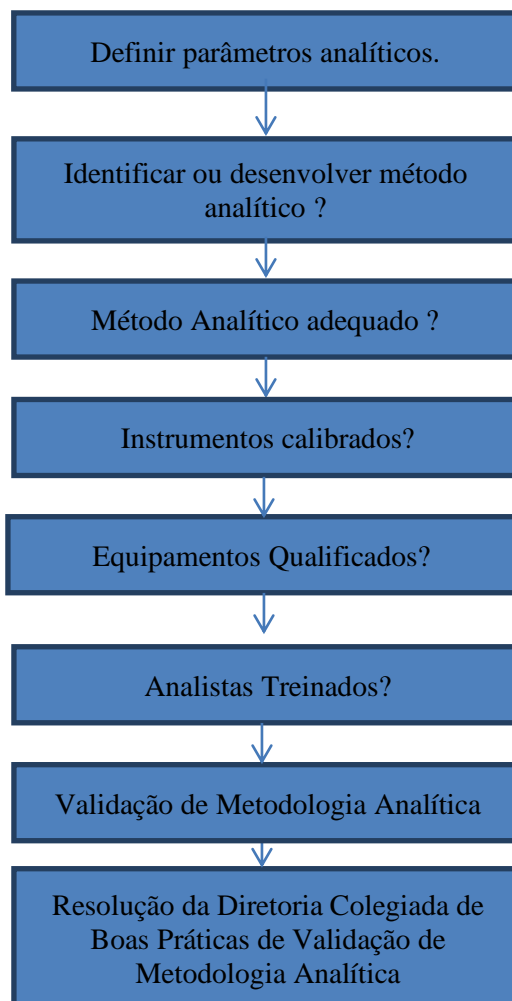 Definir parâmetros analíticos.
Identificar ou desenvolver método
analítico ?
Método Analítico adequado ?
Instrumentos calibrados?
Equipamentos Qualificados?
Analistas Treinados?
Validação de Metodologia Analítica
Resolução da Diretoria Colegiada de
Boas Práticas de Validação de
Metodologia Analítica